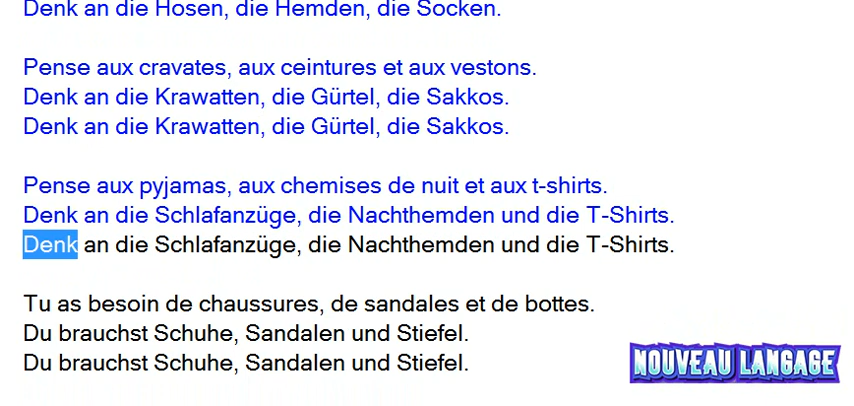 Denk an die Hosen, die Hemden, die Socken.
Pense aux cravates, aux ceintures et aux vestons.
Denk an die Krawatten, die Gürtel, die Sakkos.
Denk an die Krawatten, die Gürtel, die Sakkos.
Pense aux pyjamas, aux chemises de nuit et aux t-shirts.
Denk an die Schlafanzüge, die Nachthemden und die T-Shirts.
Denk an die Schlafanzüge, die Nachthemden und die T-Shirts.
Tu as besoin de chaussures, de sandales et de bottes.
Du brauchst Schuhe, Sandalen und Stiefel.
Du brauchst Schuhe, Sandalen und Stiefel.
NOUVEAU LANGAGE